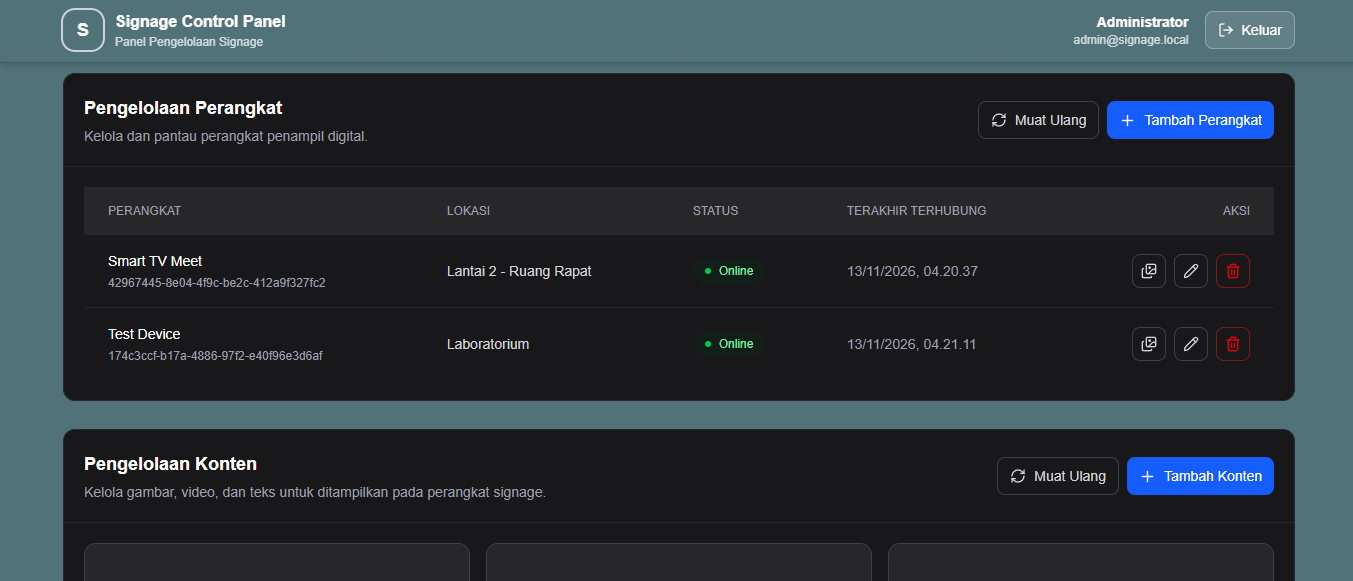 S
Signage Control Panel
Panel Pengelolaan Signage
Administrator
admin@signage.local
Keluar
Pengelolaan Perangkat
Kelola dan pantau perangkat penampil digital.
Muat Ulang
Tambah Perangkat
PERANGKAT LOKASI STATUS TERAKHIR TERHUBUNG AKSI
Smart TV Meet
42967445-8e04-4f9c-be2c-412a9f327fc2
Lantai 2 - Ruang Rapat
Online
13/11/2026, 04.20.37
Test Device
174c3ccf-b17a-4886-97f2-e40f96e3d6af
Laboratorium
Online
13/11/2026, 04.21.11
Pengelolaan Konten
Kelola gambar, video, dan teks untuk ditampilkan pada perangkat signage.
Muat Ulang
Tambah Konten